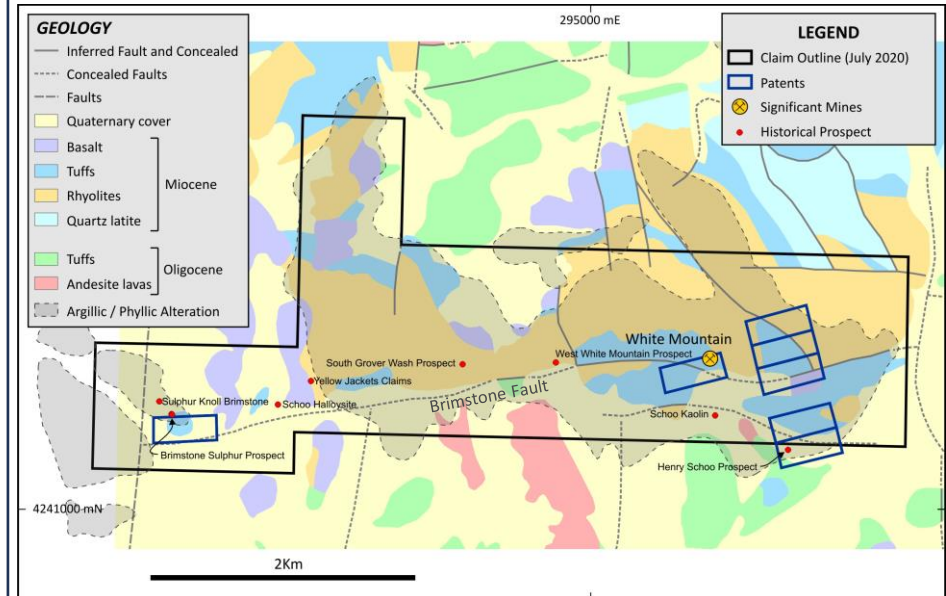 295000 mE
GEOLOGY
Inferred Fault and Concealed
Concealed Faults
Faults
Quaternary cover
Basalt
Tuffs
Rhyolites
Quartz latite
Miocene
Tuffs
Andesite lavas
Oligocene
Argillic / Phyllic Alteration
LEGEND
Claim Outline (July 2020)
Patents
Significant Mines
Historical Prospect
White Mountain
West White Mountain Prospect
South Grover Wash Prospect
Yellow Jackets Claims
Brimstone Fault
Sulphur Knoll Brimstone
Schoo Halloysite
Schoo Kaolin
Brimstone Sulphur Prospect
Henry Schoo Prospect
4241000 mN
2Km